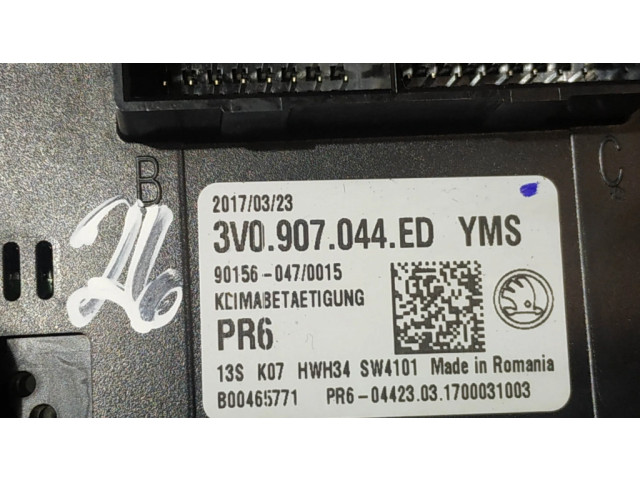 B
C
26
2017/03/23
3V0.907.044.ED YMS
90156-047/0015
KLIMABETAETIGUNG
PR6
13S K07 HWH34 SW4101 Made in Romania
B00465771 PR6-04423.03.1700031003